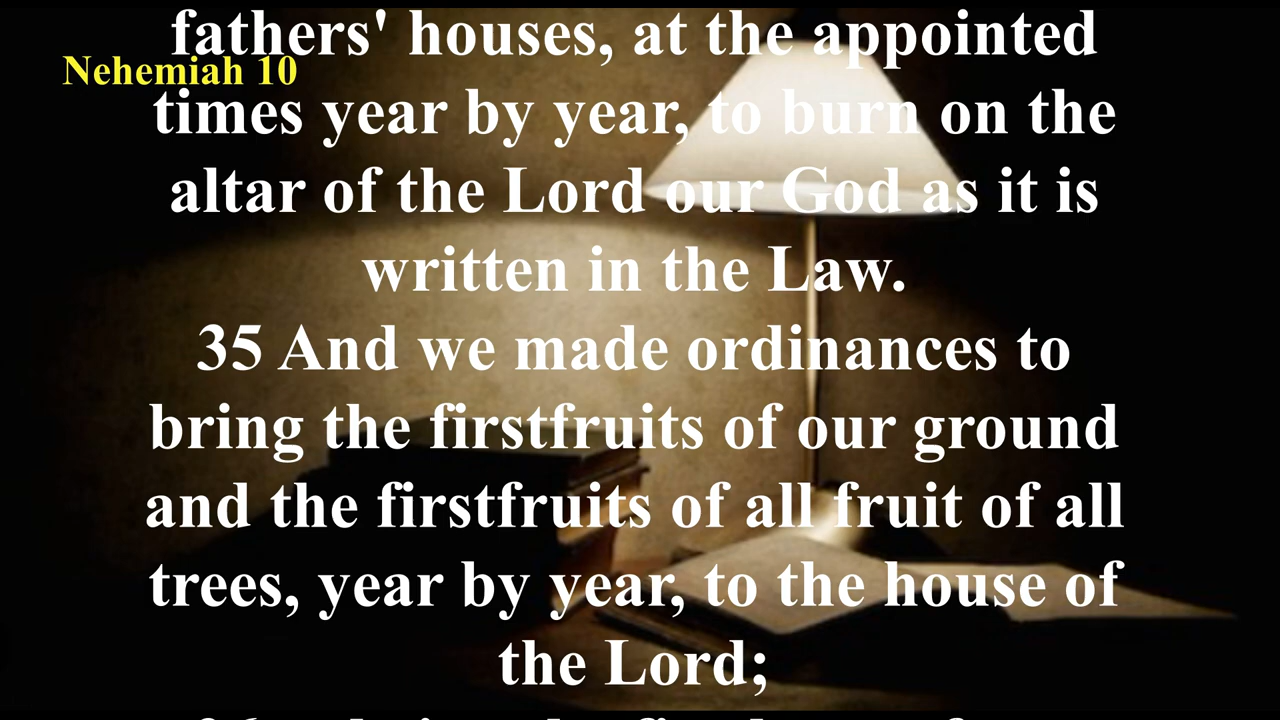 fathers' houses, at the appointed
Nehemiah 10
times year by year, to burn on the
altar of the Lord our God as it is
written in the Law.
35 And we made ordinances to
bring the firstfruits of our ground
and the firstfruits of all fruit of all
trees, year by year, to the house of
the Lord;